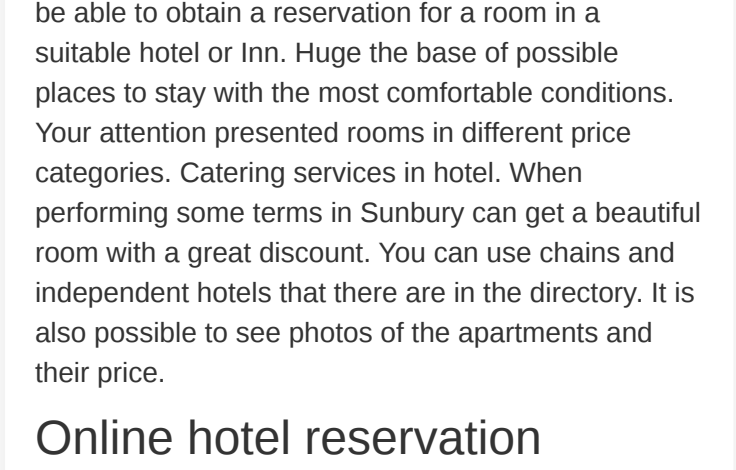 be able to obtain a reservation for a room in a
suitable hotel or Inn. Huge the base of possible
places to stay with the most comfortable conditions.
Your attention presented rooms in different price
categories. Catering services in hotel. When
performing some terms in Sunbury can get a beautiful
room with a great discount. You can use chains and
independent hotels that there are in the directory. It is
also possible to see photos of the apartments and
their price.
Online hotel reservation